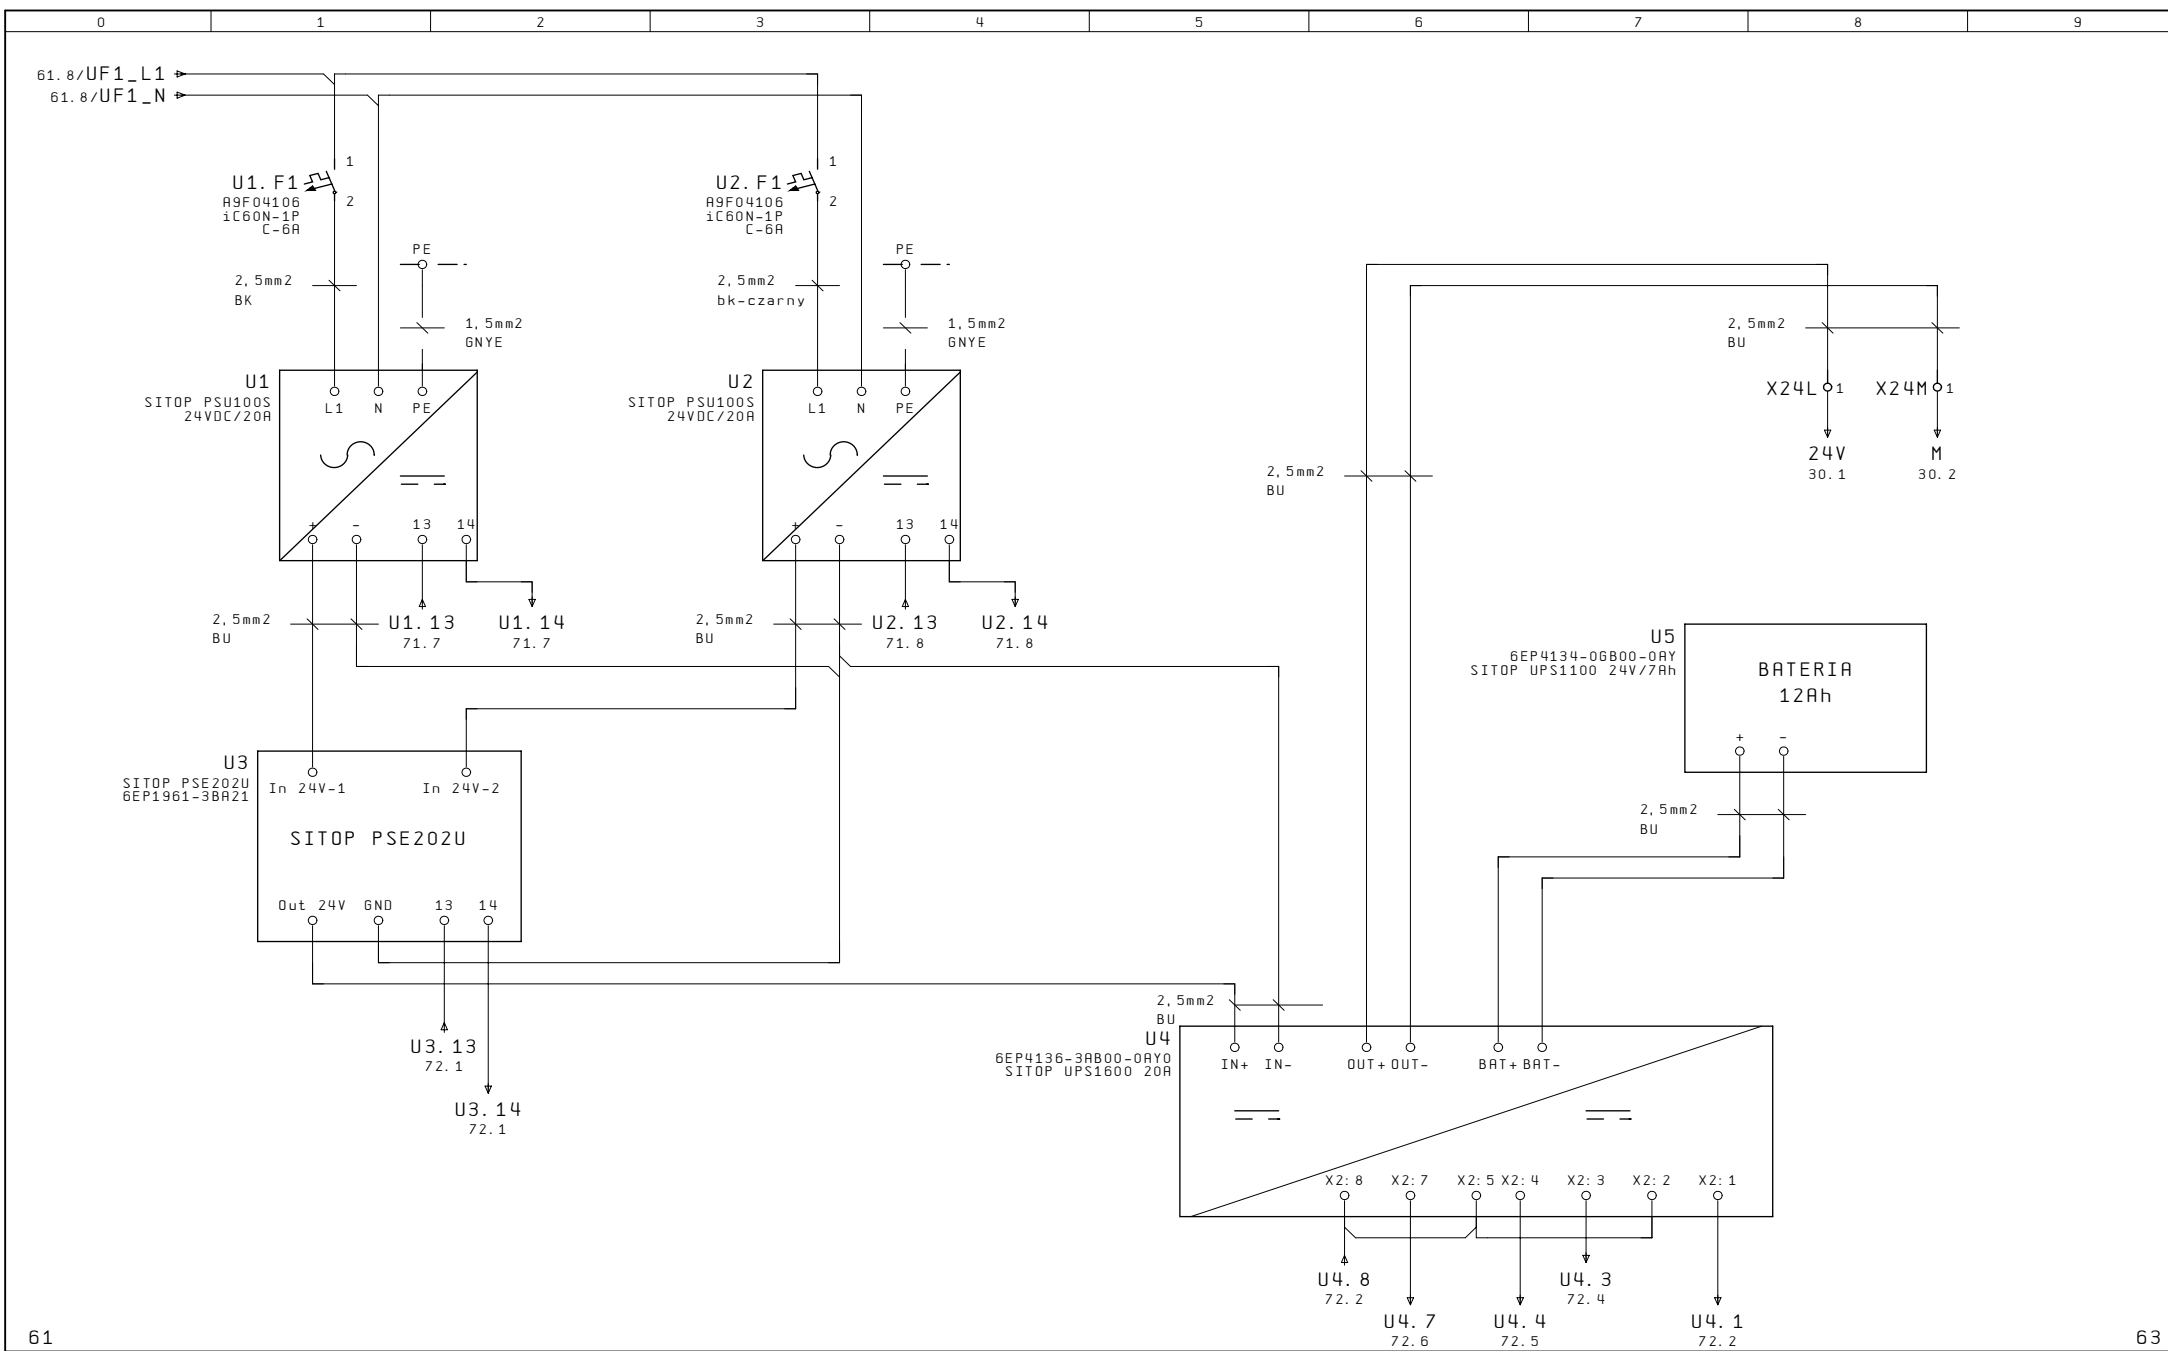 0 1 2 3 4 5 6 7 8 9
61.8/UF1_L1
61.8/UF1_N
1
U1.F1
A9F04106
iC60N-1P
C-6A
2
1
U2.F1
A9F04106
iC60N-1P
C-6A
2
PE
PE
2,5mm2
BK
2,5mm2
bk-czarny
1,5mm2
GNYE
1,5mm2
GNYE
2,5mm2
BU
U1
SITOP PSU100S
24VDC/20A
L1 N PE
U2
SITOP PSU100S
24VDC/20A
L1 N PE
X24L 1
X24M 1
24V
30.1
M
30.2
2,5mm2
BU
+ - 13 14
+ - 13 14
2,5mm2
BU
U1.13
71.7
U1.14
71.7
2,5mm2
BU
U2.13
71.8
U2.14
71.8
U5
6EP4134-0GB00-0AY
SITOP UPS1100 24V/7Ah
BATERIA
12Ah
+ -
U3
SITOP PSE202U
6EP1961-3BA21
In 24V-1 In 24V-2
SITOP PSE202U
Out 24V GND 13 14
2,5mm2
BU
2,5mm2
BU
U3.13
72.1
U3.14
72.1
U4
6EP4136-3AB00-0AY0
SITOP UPS1600 20A
IN+ IN- OUT+ OUT- BAT+ BAT-
X2:8 X2:7 X2:5 X2:4 X2:3 X2:2 X2:1
U4.8
72.2
U4.3
72.4
U4.7
72.6
U4.4
72.5
U4.1
72.2
61
63